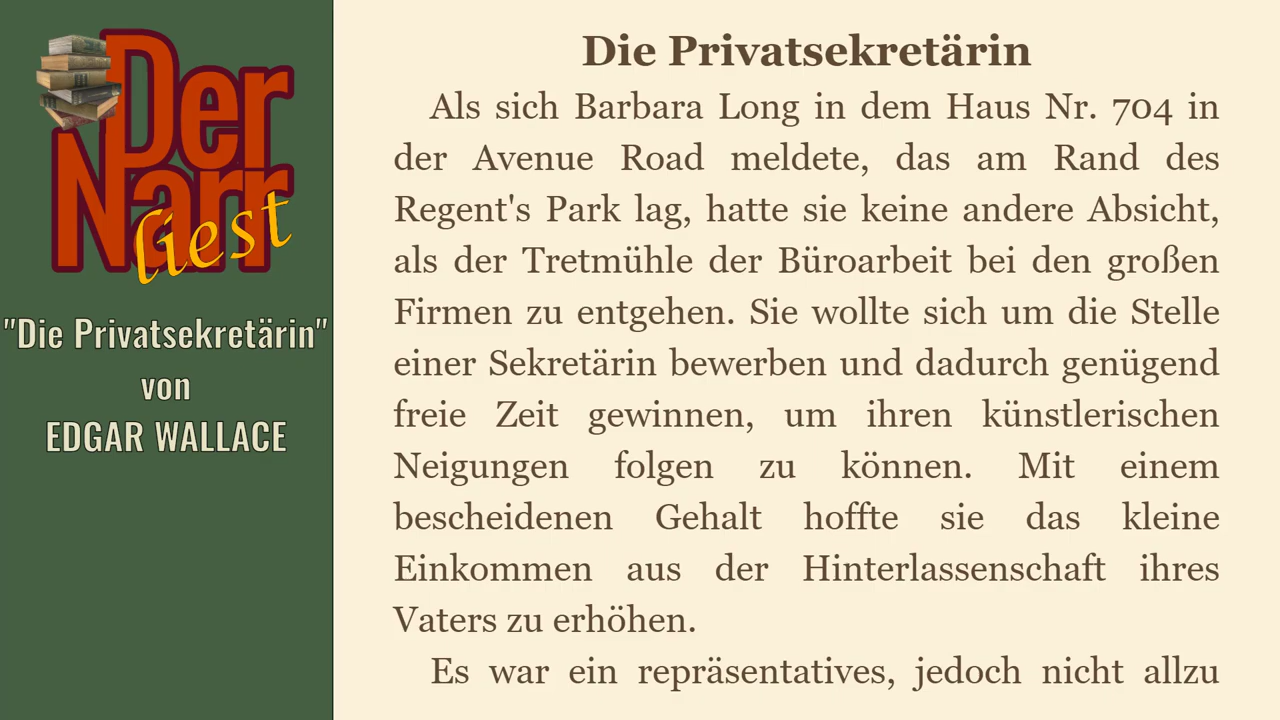 Der
Narr
liest
"Die Privatsekretärin"
von
EDGAR WALLACE
Die Privatsekretärin
Als sich Barbara Long in dem Haus Nr. 704 in
der Avenue Road meldete, das am Rand des
Regent's Park lag, hatte sie keine andere Absicht,
als der Tretmühle der Büroarbeit bei den großen
Firmen zu entgehen. Sie wollte sich um die Stelle
einer Sekretärin bewerben und dadurch genügend
freie Zeit gewinnen, um ihren künstlerischen
Neigungen folgen zu können. Mit einem
bescheidenen Gehalt hoffte sie das kleine
Einkommen aus der Hinterlassenschaft ihres
Vaters zu erhöhen.
Es war ein repräsentatives, jedoch nicht allzu